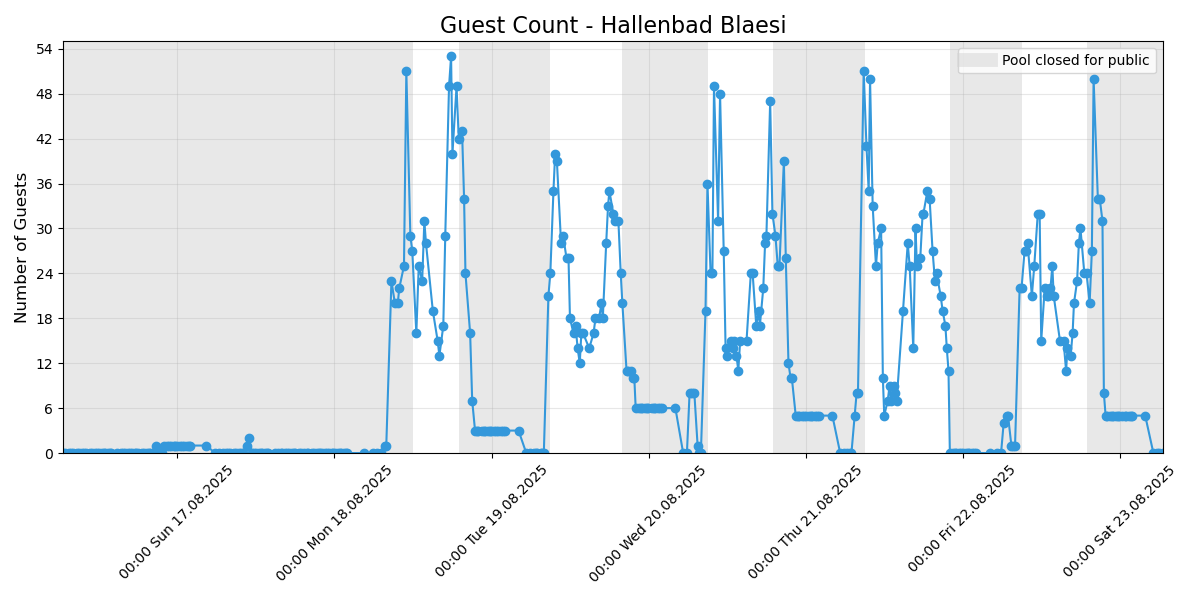 Guest Count - Hallenbad Blaesi
Pool closed for public
Number of Guests
54
48
42
36
30
24
18
12
6
0
00:00 Sun 17.08.2025
00:00 Mon 18.08.2025
00:00 Tue 19.08.2025
00:00 Wed 20.08.2025
00:00 Thu 21.08.2025
00:00 Fri 22.08.2025
00:00 Sat 23.08.2025